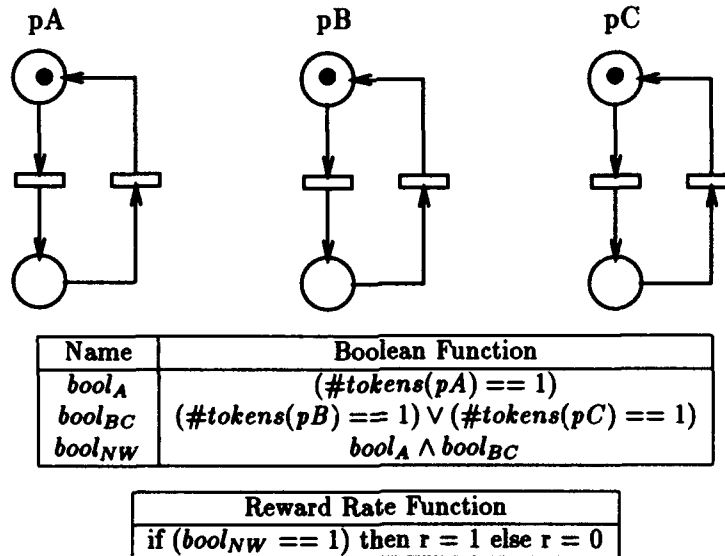 pA pB pC
Name Boolean Function
bool_A (#tokens(pA) == 1)
bool_BC (#tokens(pB) == 1) ∨ (#tokens(pC) == 1)
bool_NW bool_A ∧ bool_BC
Reward Rate Function
if (bool_NW == 1) then r = 1 else r = 0